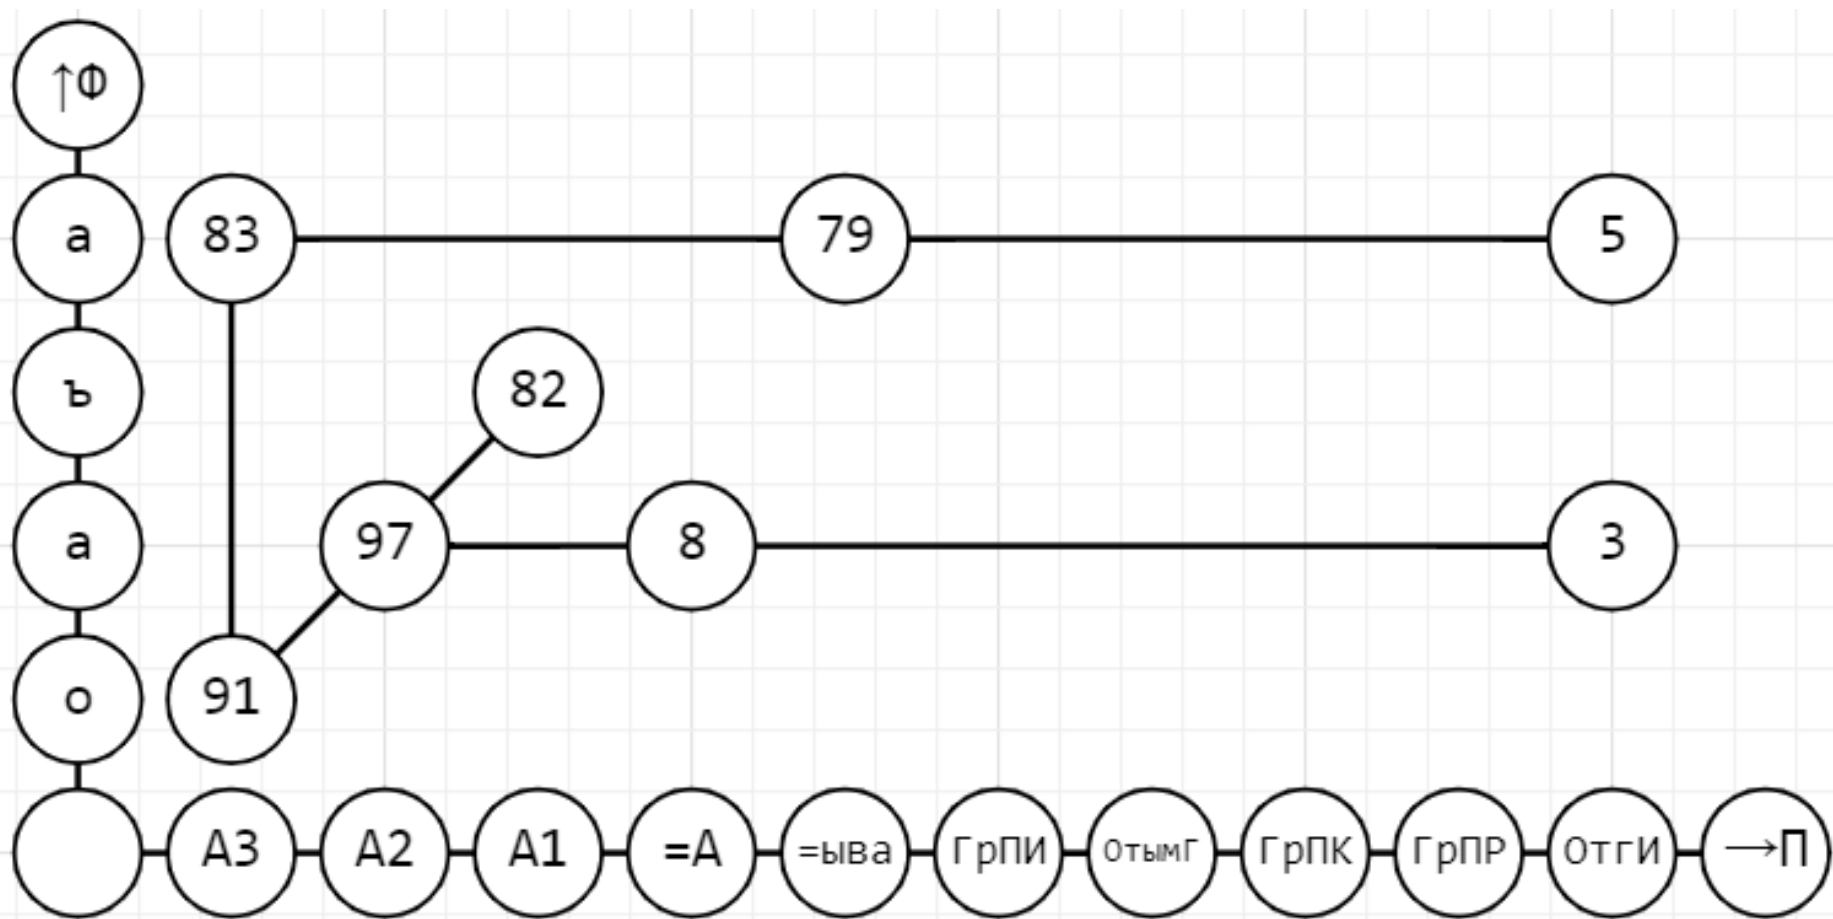 ↑Ф
а 83 79 5
ъ 82
а 97 8 3
о 91
А3 А2 А1 =А =ыва ГрПИ ОтымГ ГрПК ГрПР ОтгИ →П